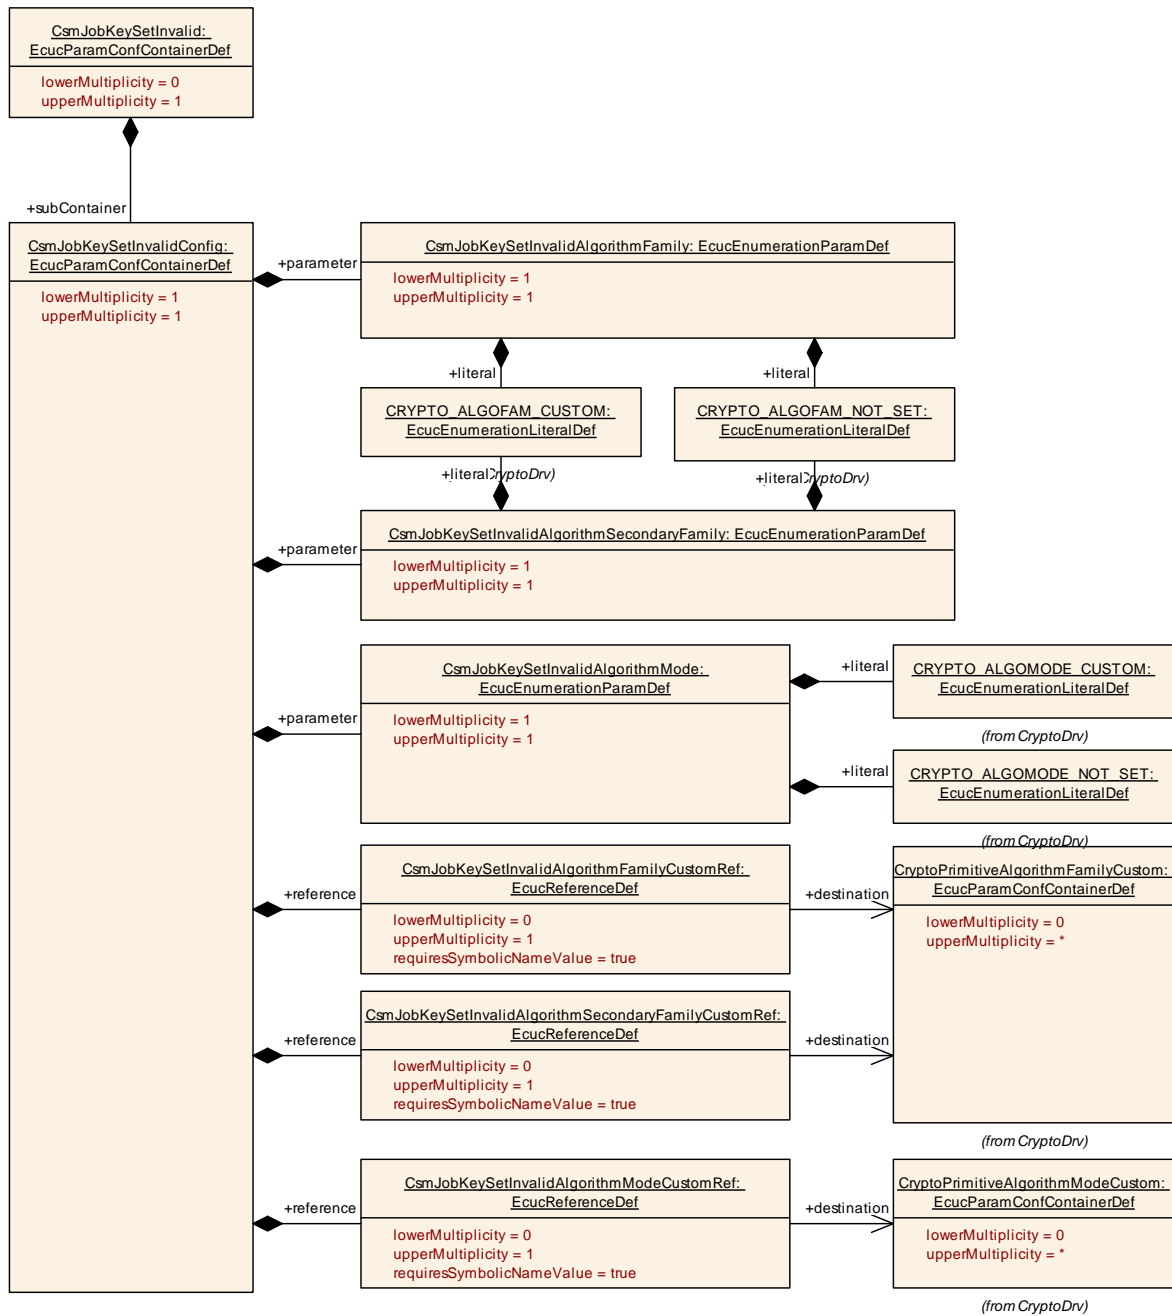 CsmJobKeySetInvalid:
EcucParamConfContainerDef
lowerMultiplicity = 0
upperMultiplicity = 1
+subContainer
CsmJobKeySetInvalidConfig:
EcucParamConfContainerDef
lowerMultiplicity = 1
upperMultiplicity = 1
+parameter
CsmJobKeySetInvalidAlgorithmFamily: EcucEnumerationParamDef
lowerMultiplicity = 1
upperMultiplicity = 1
+literal
+literal
CRYPTO_ALGOFAM_CUSTOM:
EcucEnumerationLiteralDef
CRYPTO_ALGOFAM_NOT_SET:
EcucEnumerationLiteralDef
+literal CryptoDrv)
+literal CryptoDrv)
+parameter
CsmJobKeySetInvalidAlgorithmSecondaryFamily: EcucEnumerationParamDef
lowerMultiplicity = 1
upperMultiplicity = 1
+parameter
CsmJobKeySetInvalidAlgorithmMode:
EcucEnumerationParamDef
lowerMultiplicity = 1
upperMultiplicity = 1
+literal
CRYPTO_ALGOMODE_CUSTOM:
EcucEnumerationLiteralDef
(from CryptoDrv)
+literal
CRYPTO_ALGOMODE_NOT_SET:
EcucEnumerationLiteralDef
(from CryptoDrv)
+reference
CsmJobKeySetInvalidAlgorithmFamilyCustomRef:
EcucReferenceDef
lowerMultiplicity = 0
upperMultiplicity = 1
requiresSymbolicNameValue = true
+destination
CryptoPrimitiveAlgorithmFamilyCustom:
EcucParamConfContainerDef
lowerMultiplicity = 0
upperMultiplicity = *
+reference
CsmJobKeySetInvalidAlgorithmSecondaryFamilyCustomRef:
EcucReferenceDef
lowerMultiplicity = 0
upperMultiplicity = 1
requiresSymbolicNameValue = true
+destination
(from CryptoDrv)
+reference
CsmJobKeySetInvalidAlgorithmModeCustomRef:
EcucReferenceDef
lowerMultiplicity = 0
upperMultiplicity = 1
requiresSymbolicNameValue = true
+destination
CryptoPrimitiveAlgorithmModeCustom:
EcucParamConfContainerDef
lowerMultiplicity = 0
upperMultiplicity = *
(from CryptoDrv)